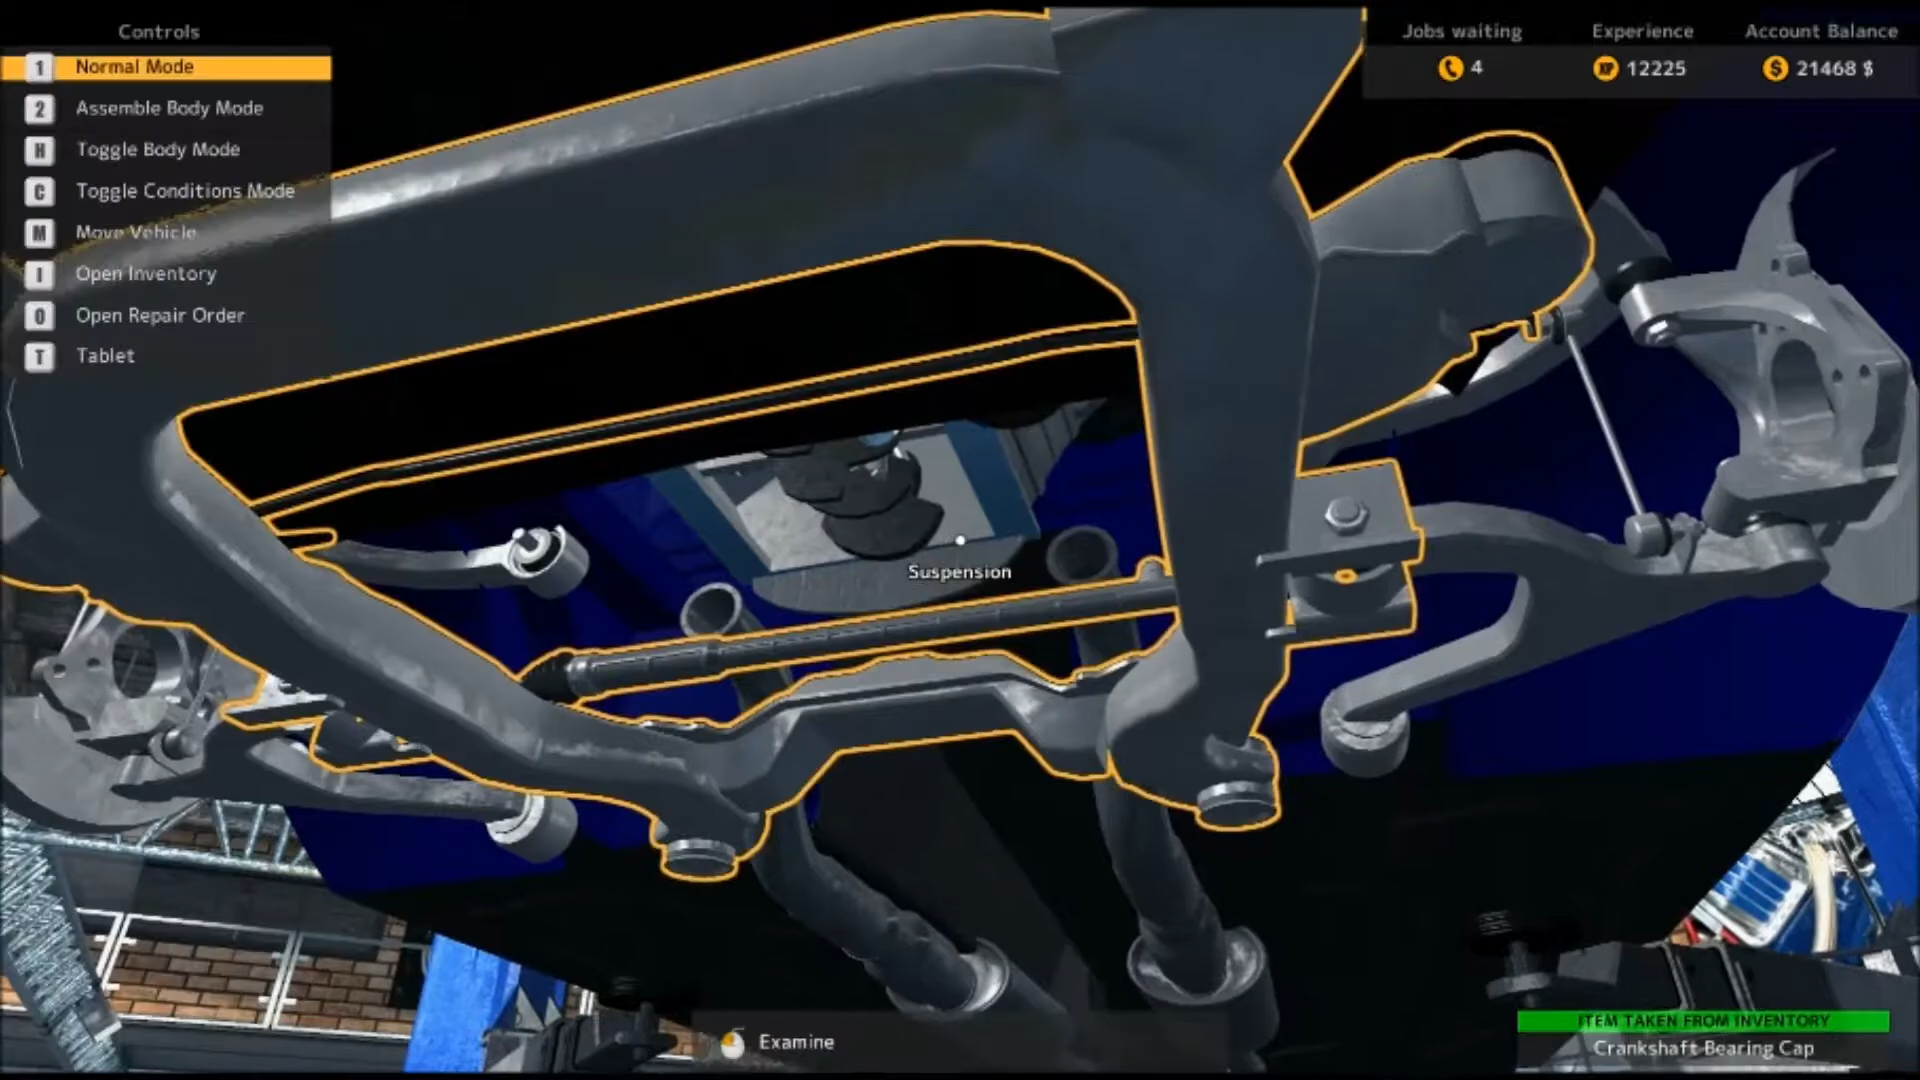 Controls
1 Normal Mode
2 Assemble Body Mode
H Toggle Body Mode
C Toggle Conditions Mode
M Move Vehicle
I Open Inventory
O Open Repair Order
T Tablet
Jobs waiting
4
Experience
XP 12225
Account Balance
$ 21468 $
Suspension
Examine
ITEM TAKEN FROM INVENTORY
Crankshaft Bearing Cap